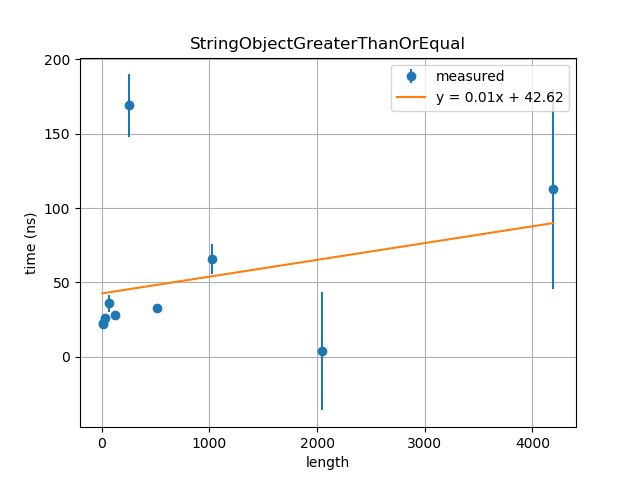 StringObjectGreaterThanOrEqual
measured
y = 0.01x + 42.62
200
150
100
50
0
time (ns)
0 1000 2000 3000 4000
length